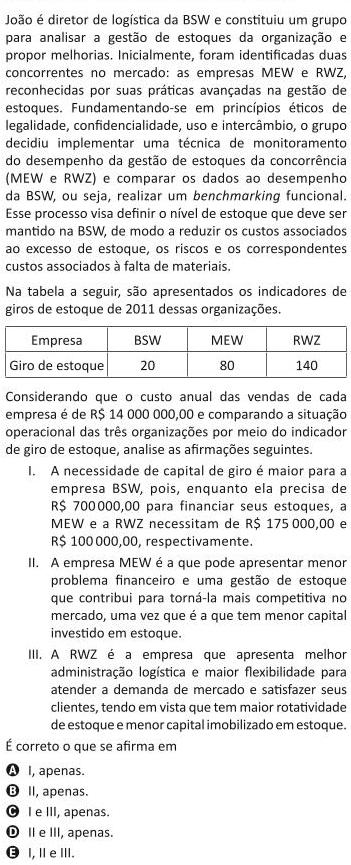 João é diretor de logística da BSW e constituiu um grupo
para analisar a gestão de estoques da organização e
propor melhorias. Inicialmente, foram identificadas duas
concorrentes no mercado: as empresas MEW e RWZ,
reconhecidas por suas práticas avançadas na gestão de
estoques. Fundamentando-se em princípios éticos de
legalidade, confidencialidade, uso e intercâmbio, o grupo
decidiu implementar uma técnica de monitoramento
do desempenho da gestão de estoques da concorrência
(MEW e RWZ) e comparar os dados ao desempenho
da BSW, ou seja, realizar um benchmarking funcional.
Esse processo visa definir o nível de estoque que deve ser
mantido na BSW, de modo a reduzir os custos associados
ao excesso de estoque, os riscos e os correspondentes
custos associados à falta de materiais.
Na tabela a seguir, são apresentados os indicadores de
giros de estoque de 2011 dessas organizações.
Empresa BSW MEW RWZ
Giro de estoque 20 80 140
Considerando que o custo anual das vendas de cada
empresa é de R$ 14 000 000,00 e comparando a situação
operacional das três organizações por meio do indicador
de giro de estoque, analise as afirmações seguintes.
I. A necessidade de capital de giro é maior para a
empresa BSW, pois, enquanto ela precisa de
R$ 700 000,00 para financiar seus estoques, a
MEW e a RWZ necessitam de R$ 175 000,00 e
R$ 100 000,00, respectivamente.
II. A empresa MEW é a que pode apresentar menor
problema financeiro e uma gestão de estoque
que contribui para torná-la mais competitiva no
mercado, uma vez que é a que tem menor capital
investido em estoque.
III. A RWZ é a empresa que apresenta melhor
administração logística e maior flexibilidade para
atender a demanda de mercado e satisfazer seus
clientes, tendo em vista que tem maior rotatividade
de estoque e menor capital imobilizado em estoque.
É correto o que se afirma em
A I, apenas.
B II, apenas.
C I e III, apenas.
D II e III, apenas.
E I, II e III.